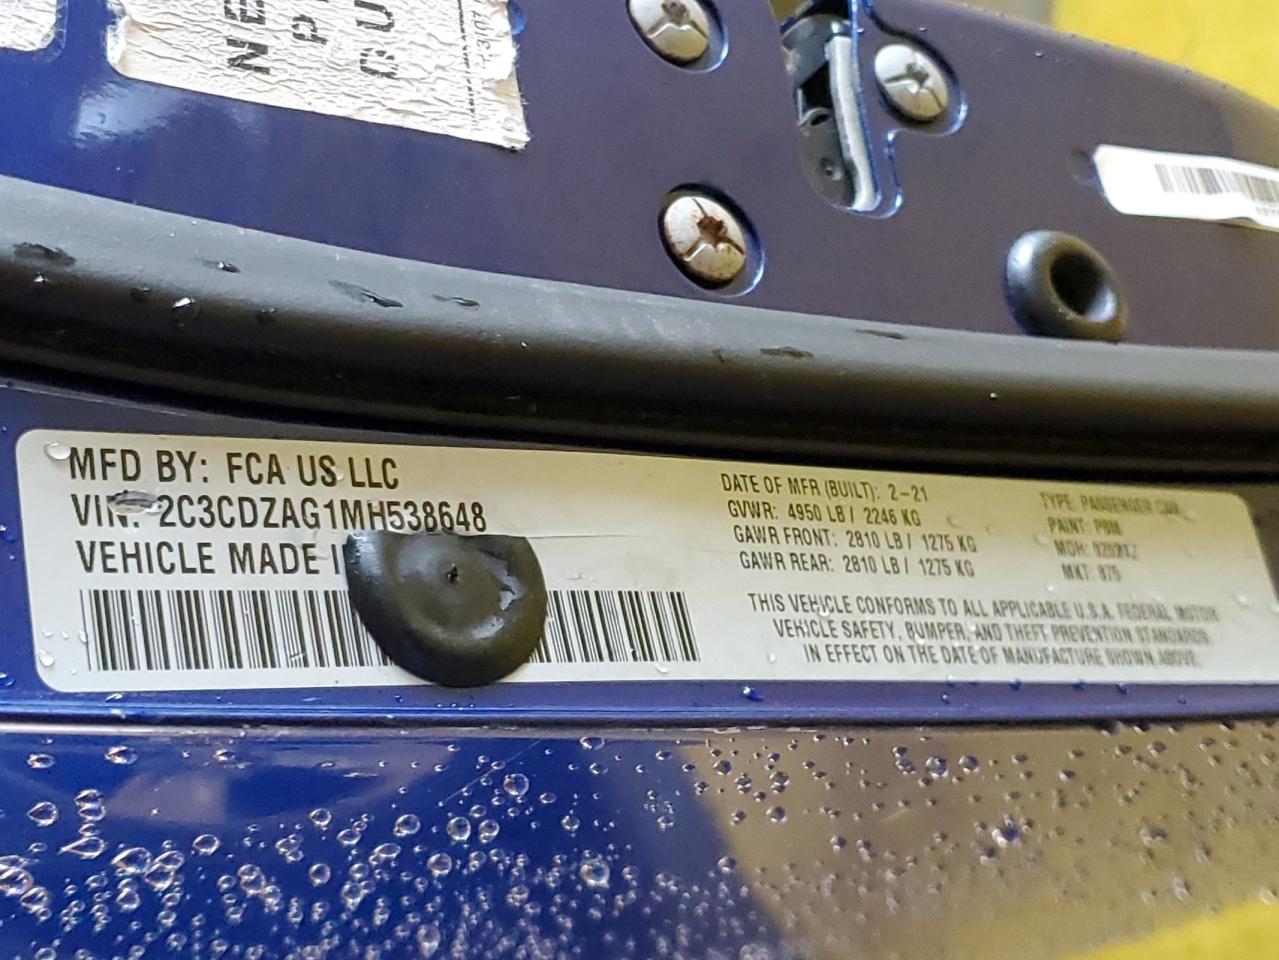 MFD BY: FCA US LLC
VIN: 2C3CDZAG1MH538648
VEHICLE MADE I
DATE OF MFR (BUILT): 2-21
GVWR: 4950 LB / 2246 KG
GAWR FRONT: 2810 LB / 1275 KG
GAWR REAR: 2810 LB / 1275 KG
TYPE: PASSENGER CAR
PAINT: PBM
MDH:
MKT: 875
THIS VEHICLE CONFORMS TO ALL APPLICABLE U.S.A. FEDERAL MOTOR
VEHICLE SAFETY, BUMPER, AND THEFT PREVENTION STANDARDS
IN EFFECT ON THE DATE OF MANUFACTURE SHOWN ABOVE